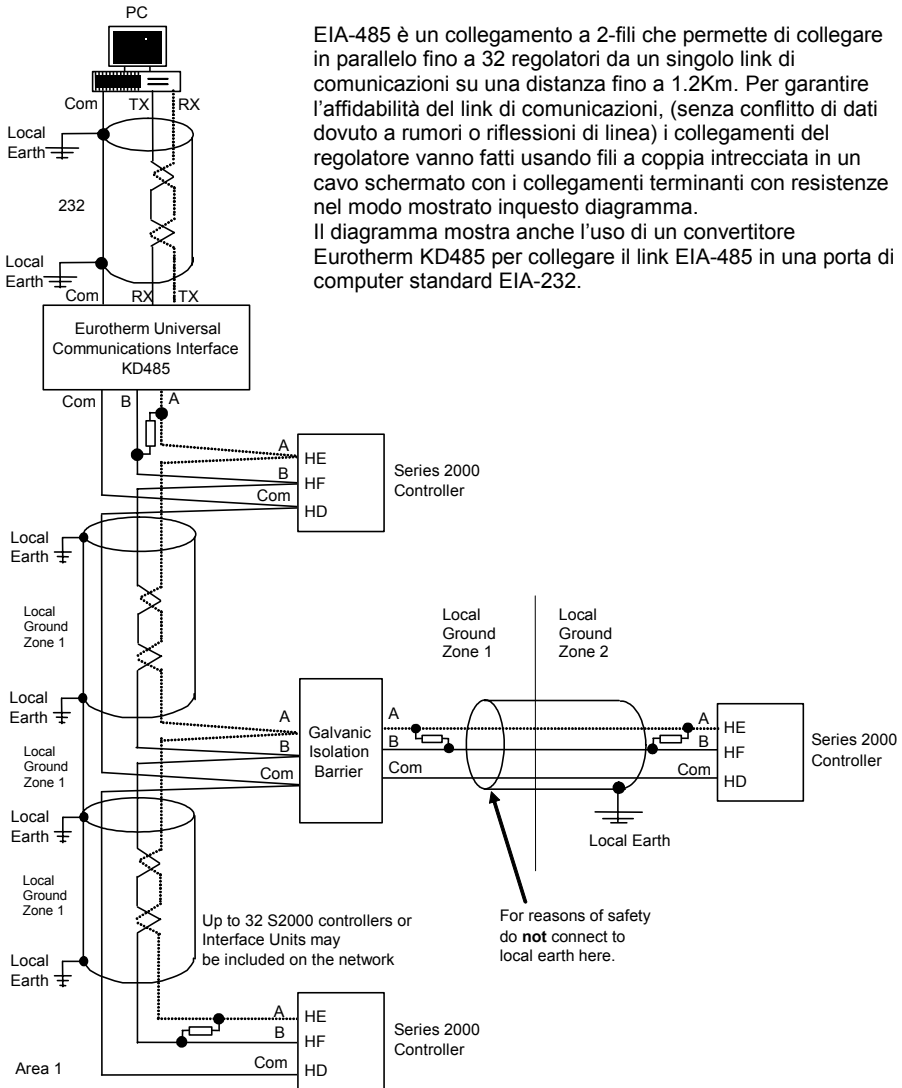 PC
EIA-485 è un collegamento a 2-fili che permette di collegare
in parallelo fino a 32 regolatori da un singolo link di
comunicazioni su una distanza fino a 1.2Km. Per garantire
l'affidabilità del link di comunicazioni, (senza conflitto di dati
dovuto a rumori o riflessioni di linea) i collegamenti del
regolatore vanno fatti usando fili a coppia intrecciata in un
cavo schermato con i collegamenti terminanti con resistenze
nel modo mostrato inquesto diagramma.
Il diagramma mostra anche l'uso di un convertitore
Eurotherm KD485 per collegare il link EIA-485 in una porta di
computer standard EIA-232.
Com TX RX
Local
Earth
232
Local
Earth
Com RX TX
Eurotherm Universal
Communications Interface
KD485
Com B A
A HE
B HF
Com HD
Series 2000
Controller
Local
Earth
Local
Ground
Zone 1
Local
Earth
Local
Ground
Zone 1
Local
Ground
Zone 2
A
B
Com
Galvanic
Isolation
Barrier
A
B
Com
A HE
B HF
Com HD
Series 2000
Controller
Local Earth
Local
Ground
Zone 1
Local
Earth
Local
Ground
Zone 1
Local
Earth
Up to 32 S2000 controllers or
Interface Units may
be included on the network
For reasons of safety
do not connect to
local earth here.
A HE
B HF
Com HD
Series 2000
Controller
Area 1